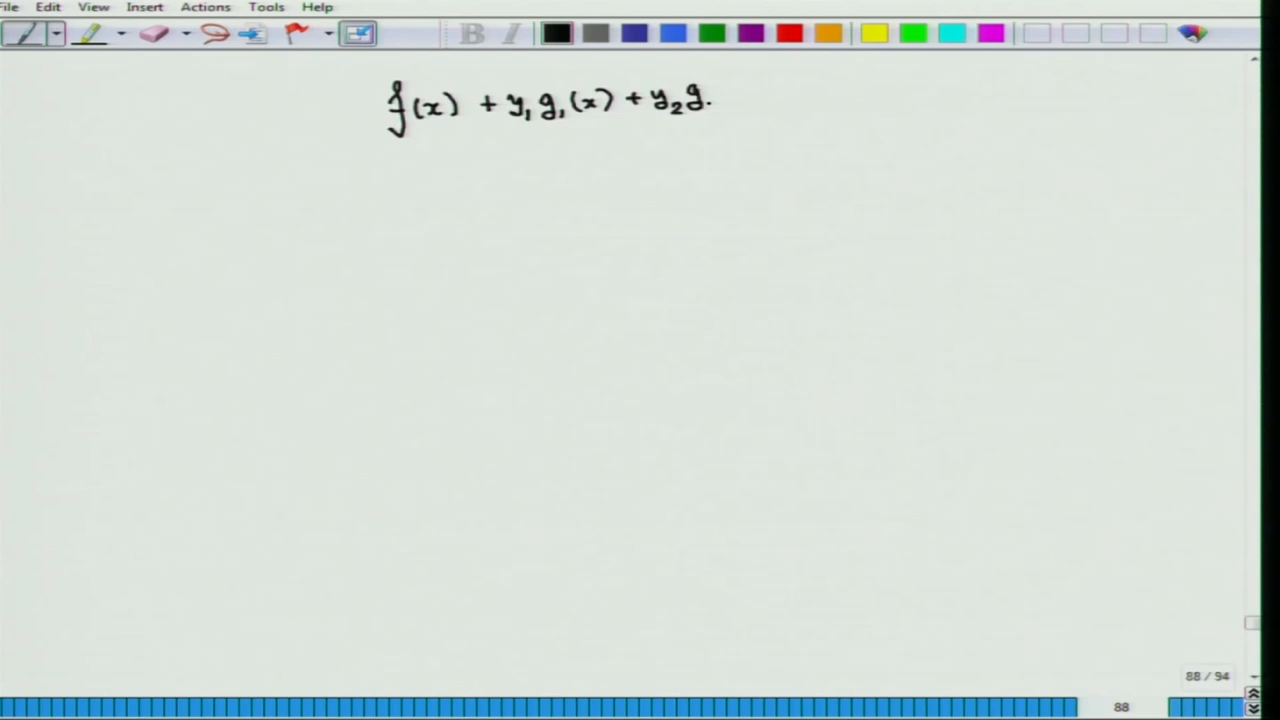 File Edit View Insert Actions Tools Help
B I
f(x) + y₁g₁(x) + y₂g.
88 / 94
88